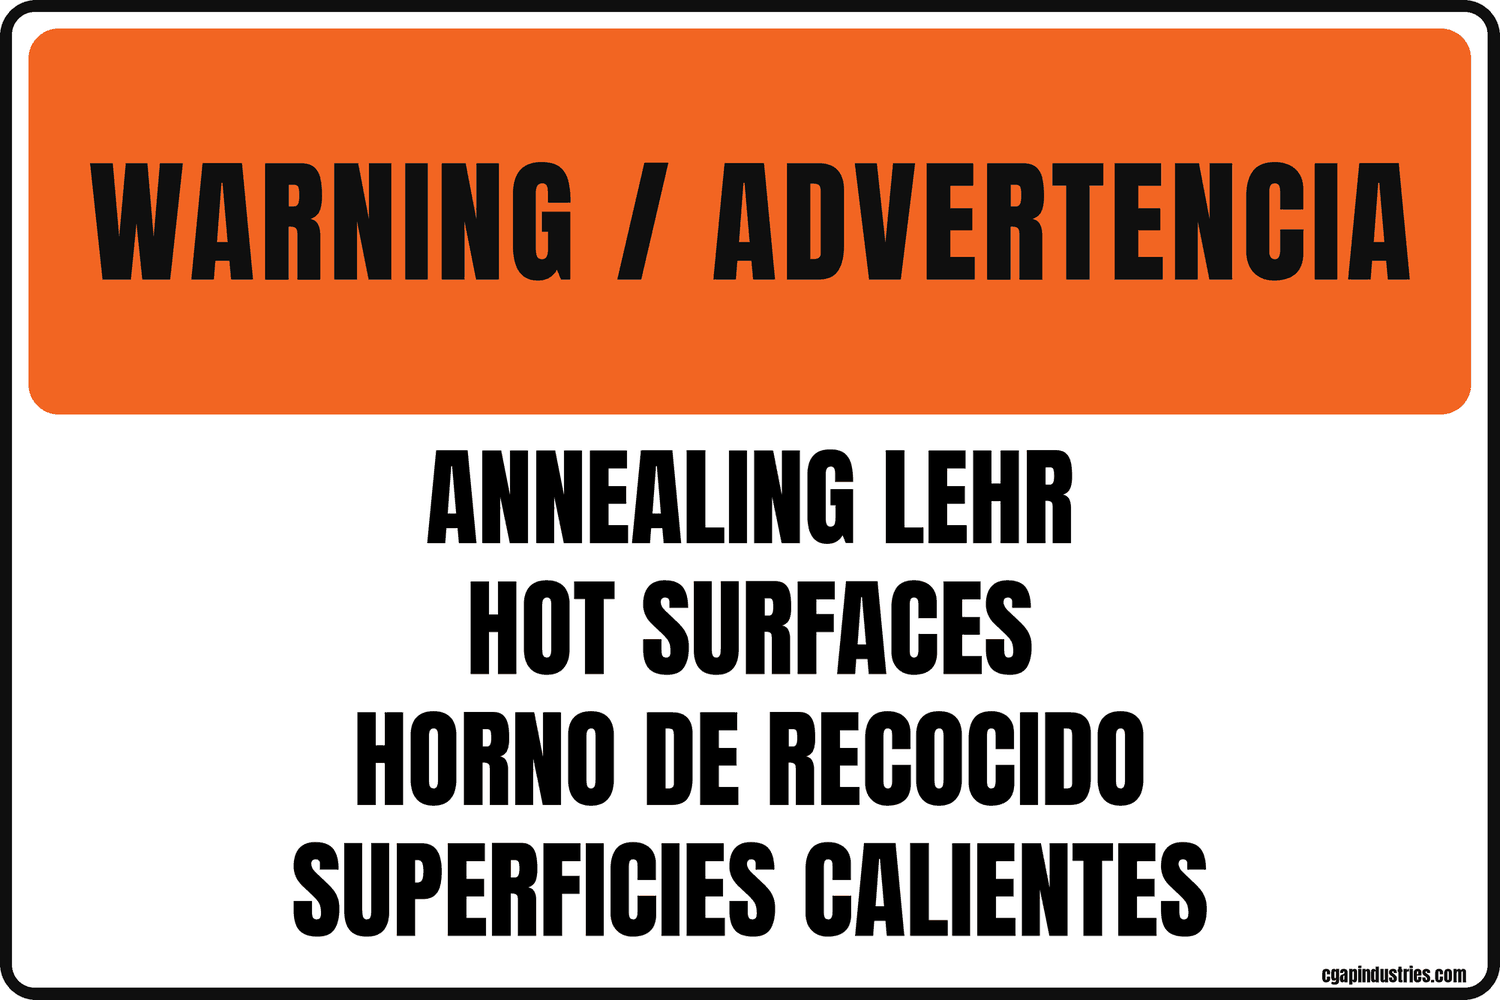 WARNING / ADVERTENCIA
ANNEALING LEHR
HOT SURFACES
HORNO DE RECOCIDO
SUPERFICIES CALIENTES
cgapindustries.com